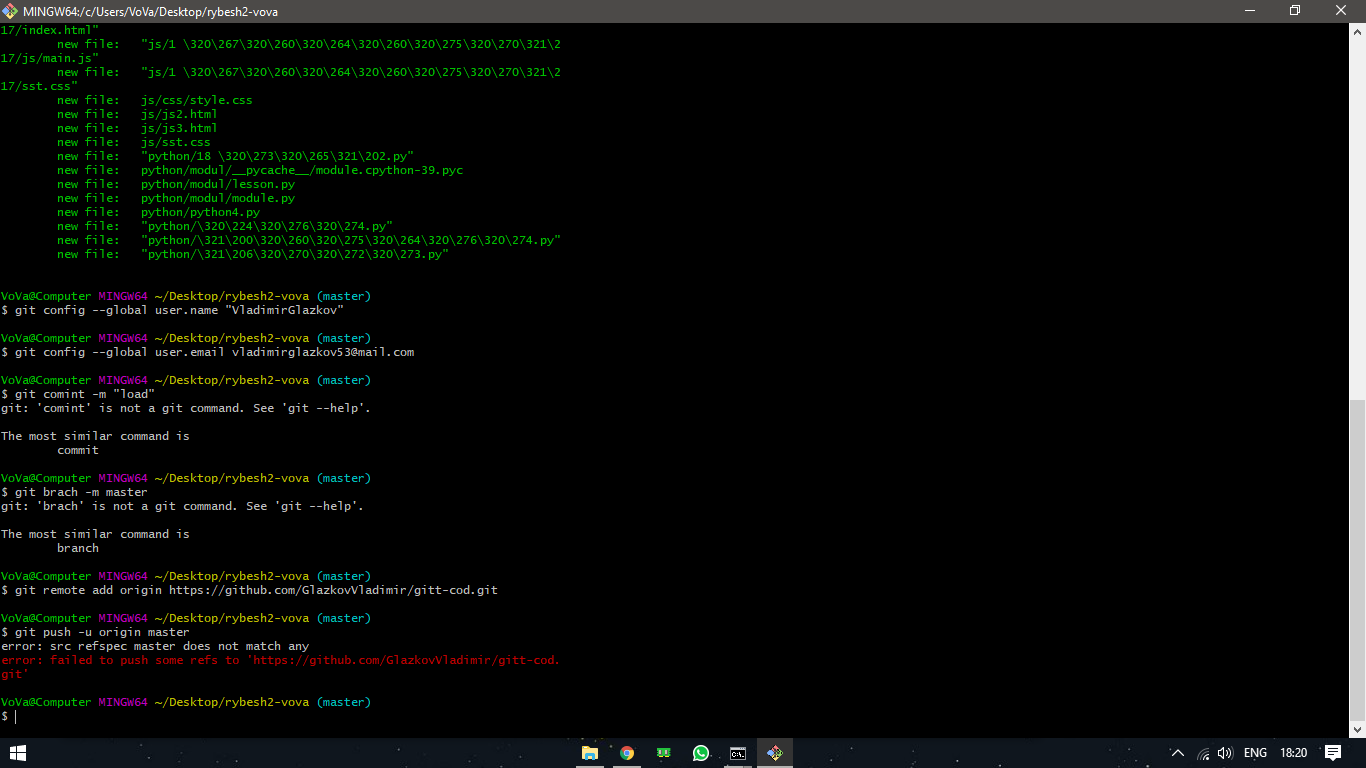 MINGW64:/c/Users/VoVa/Desktop/rybesh2-vova
17/index.html"
new file: "js/1 \320\267\320\260\320\264\320\260\320\275\320\270\321\2
17/js/main.js"
new file: "js/1 \320\267\320\260\320\264\320\260\320\275\320\270\321\2
17/sst.css"
new file: js/css/style.css
new file: js/js2.html
new file: js/js3.html
new file: js/sst.css
new file: "python/18 \320\273\320\265\321\202.py"
new file: python/modul/__pycache__/module.cpython-39.pyc
new file: python/modul/lesson.py
new file: python/modul/module.py
new file: python/python4.py
new file: "python/\320\224\320\276\320\274.py"
new file: "python/\321\200\320\260\320\275\320\264\320\276\320\274.py"
new file: "python/\321\206\320\270\320\272\320\273.py"
VoVa@Computer MINGW64 ~/Desktop/rybesh2-vova (master)
$ git config --global user.name "VladimirGlazkov"
VoVa@Computer MINGW64 ~/Desktop/rybesh2-vova (master)
$ git config --global user.email vladimirglazkov53@mail.com
VoVa@Computer MINGW64 ~/Desktop/rybesh2-vova (master)
$ git comint -m "load"
git: 'comint' is not a git command. See 'git --help'.
The most similar command is
commit
VoVa@Computer MINGW64 ~/Desktop/rybesh2-vova (master)
$ git brach -m master
git: 'brach' is not a git command. See 'git --help'.
The most similar command is
branch
VoVa@Computer MINGW64 ~/Desktop/rybesh2-vova (master)
$ git remote add origin https://github.com/GlazkovVladimir/gitt-cod.git
VoVa@Computer MINGW64 ~/Desktop/rybesh2-vova (master)
$ git push -u origin master
error: src refspec master does not match any
error: failed to push some refs to 'https://github.com/GlazkovVladimir/gitt-cod.
git'
VoVa@Computer MINGW64 ~/Desktop/rybesh2-vova (master)
$
C:\.
ENG 18:20